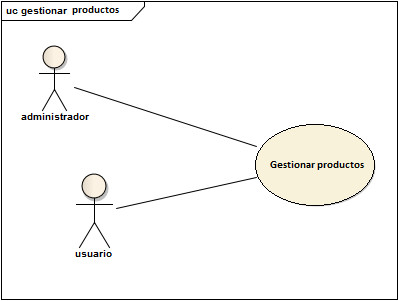 uc gestionar productos
administrador
Gestionar productos
usuario